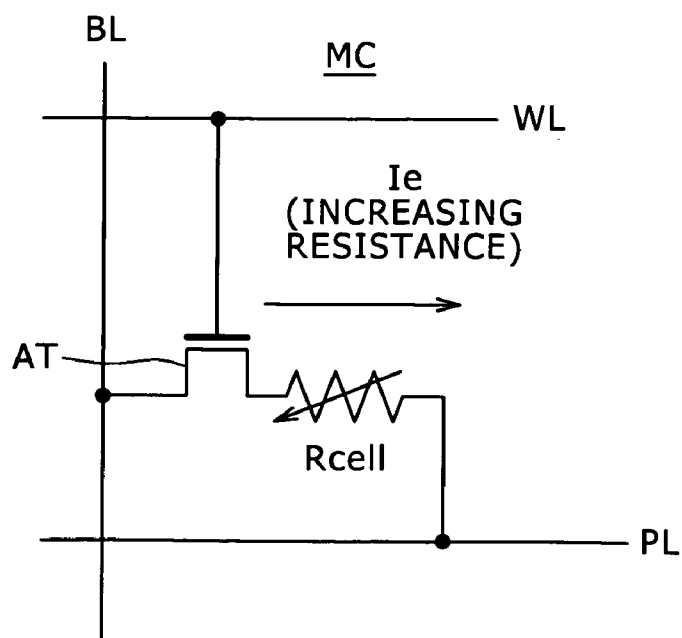 BL
MC
WL
Ie
(INCREASING
RESISTANCE)
AT
Rcell
PL